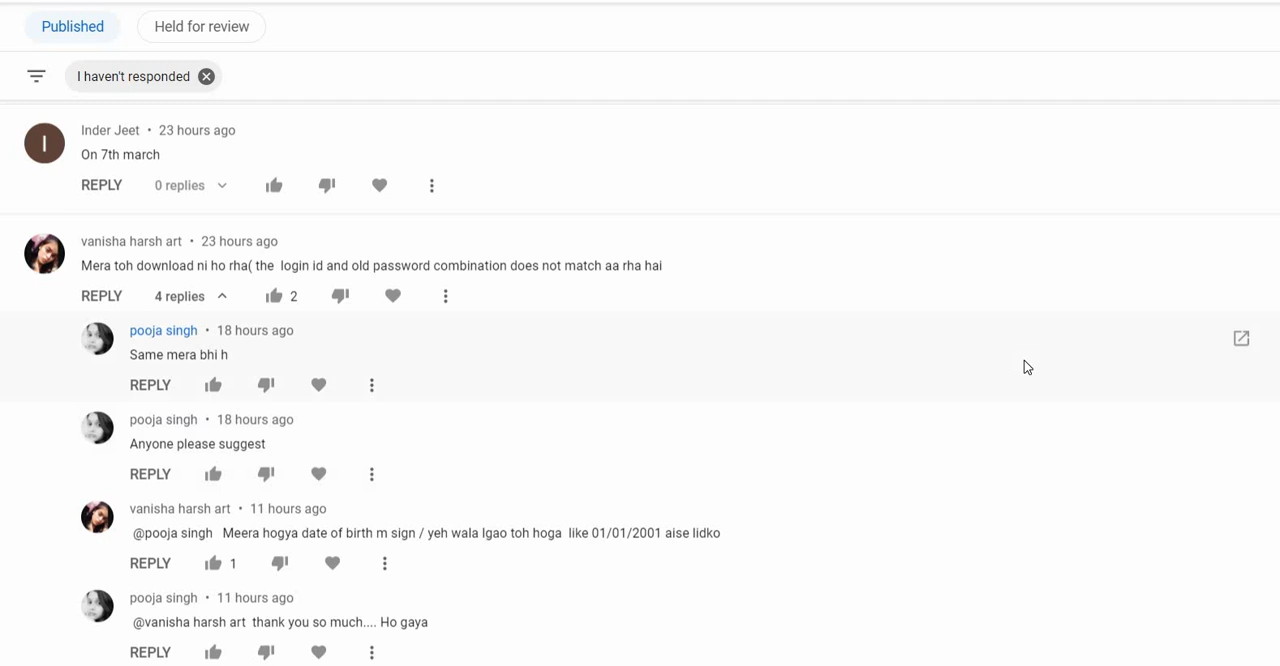 Published Held for review
I haven't responded
I
Inder Jeet • 23 hours ago
On 7th march
REPLY 0 replies
vanisha harsh art • 23 hours ago
Mera toh download ni ho rha( the login id and old password combination does not match aa rha hai
REPLY 4 replies 2
pooja singh • 18 hours ago
Same mera bhi h
REPLY
pooja singh • 18 hours ago
Anyone please suggest
REPLY
vanisha harsh art • 11 hours ago
@pooja singh Meera hogya date of birth m sign / yeh wala lgao toh hoga like 01/01/2001 aise lidko
REPLY 1
pooja singh • 11 hours ago
@vanisha harsh art thank you so much.... Ho gaya
REPLY